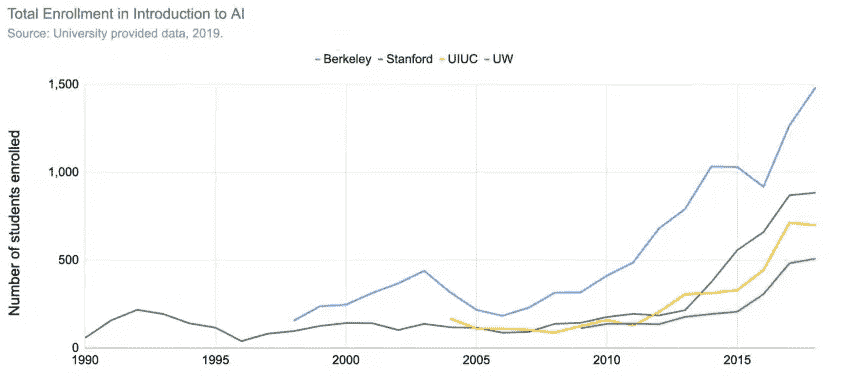 Total Enrollment in Introduction to AI
Source: University provided data, 2019.
Berkeley Stanford UIUC UW
Number of students enrolled
1,500
1,000
500
0
1990 1995 2000 2005 2010 2015